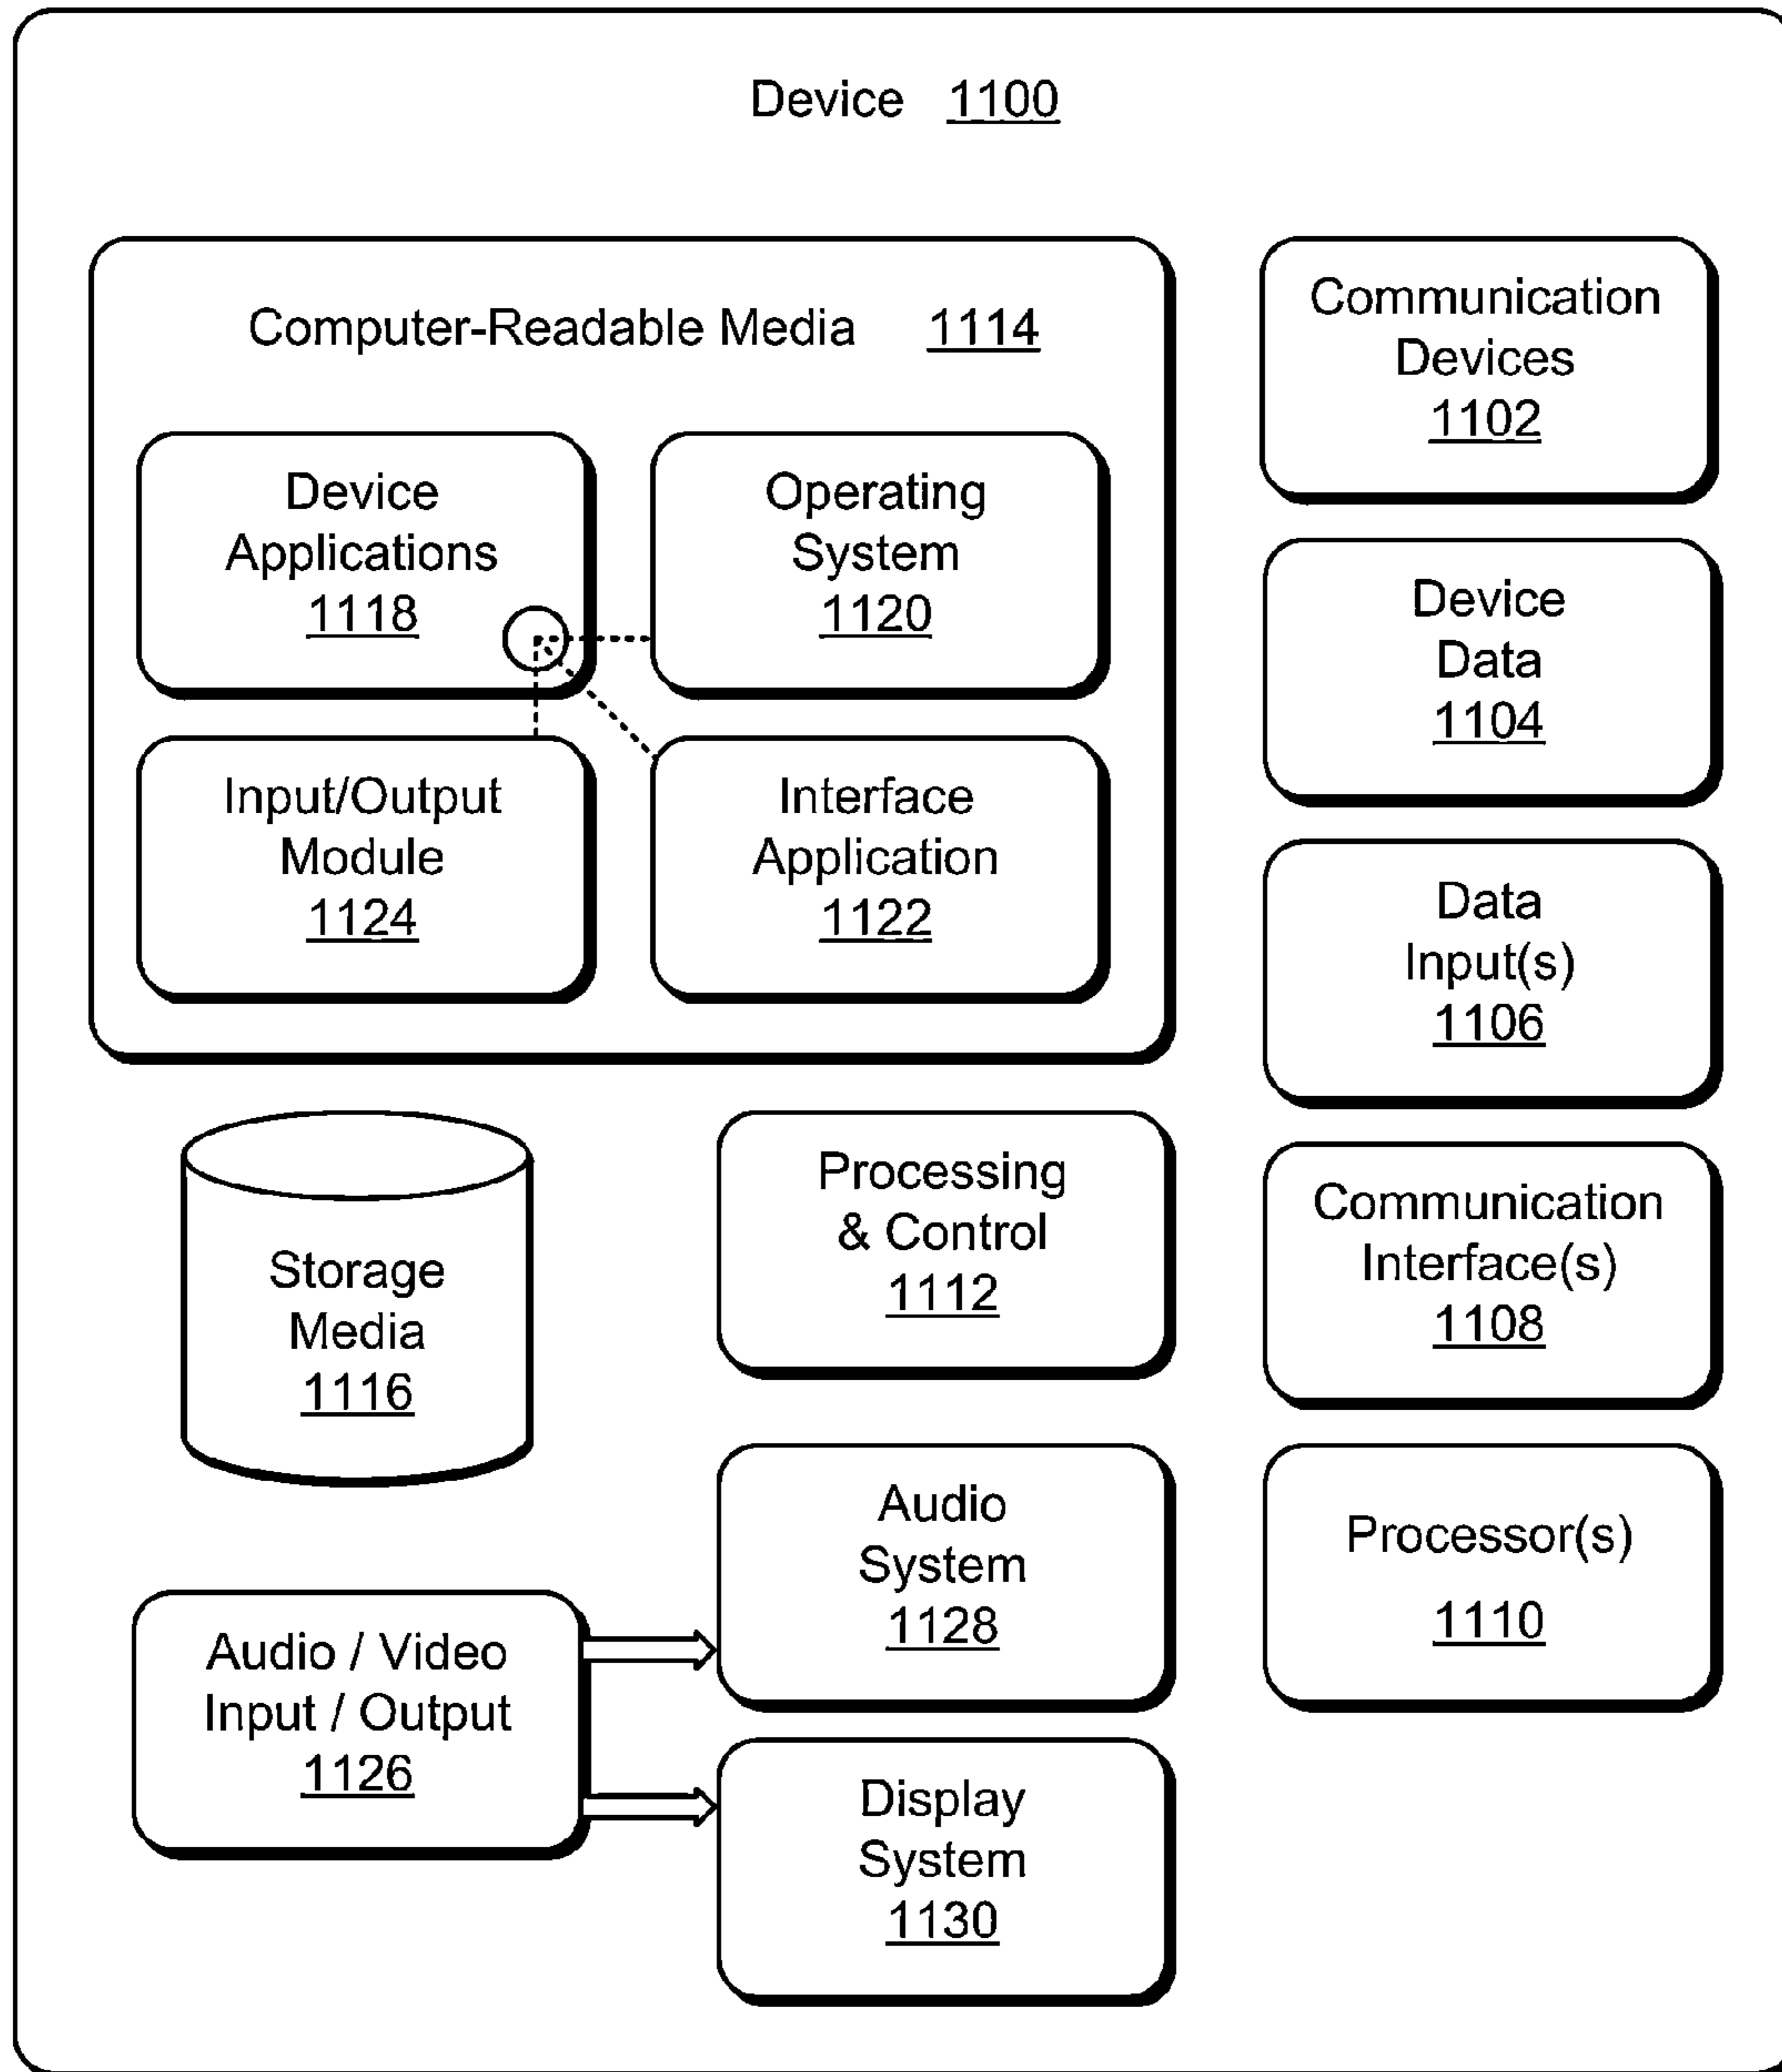 Device 1100
Computer-Readable Media 1114
Device
Applications
1118
Operating
System
1120
Input/Output
Module
1124
Interface
Application
1122
Communication
Devices
1102
Device
Data
1104
Data
Input(s)
1106
Communication
Interface(s)
1108
Processor(s)
1110
Storage
Media
1116
Processing
& Control
1112
Audio / Video
Input / Output
1126
Audio
System
1128
Display
System
1130